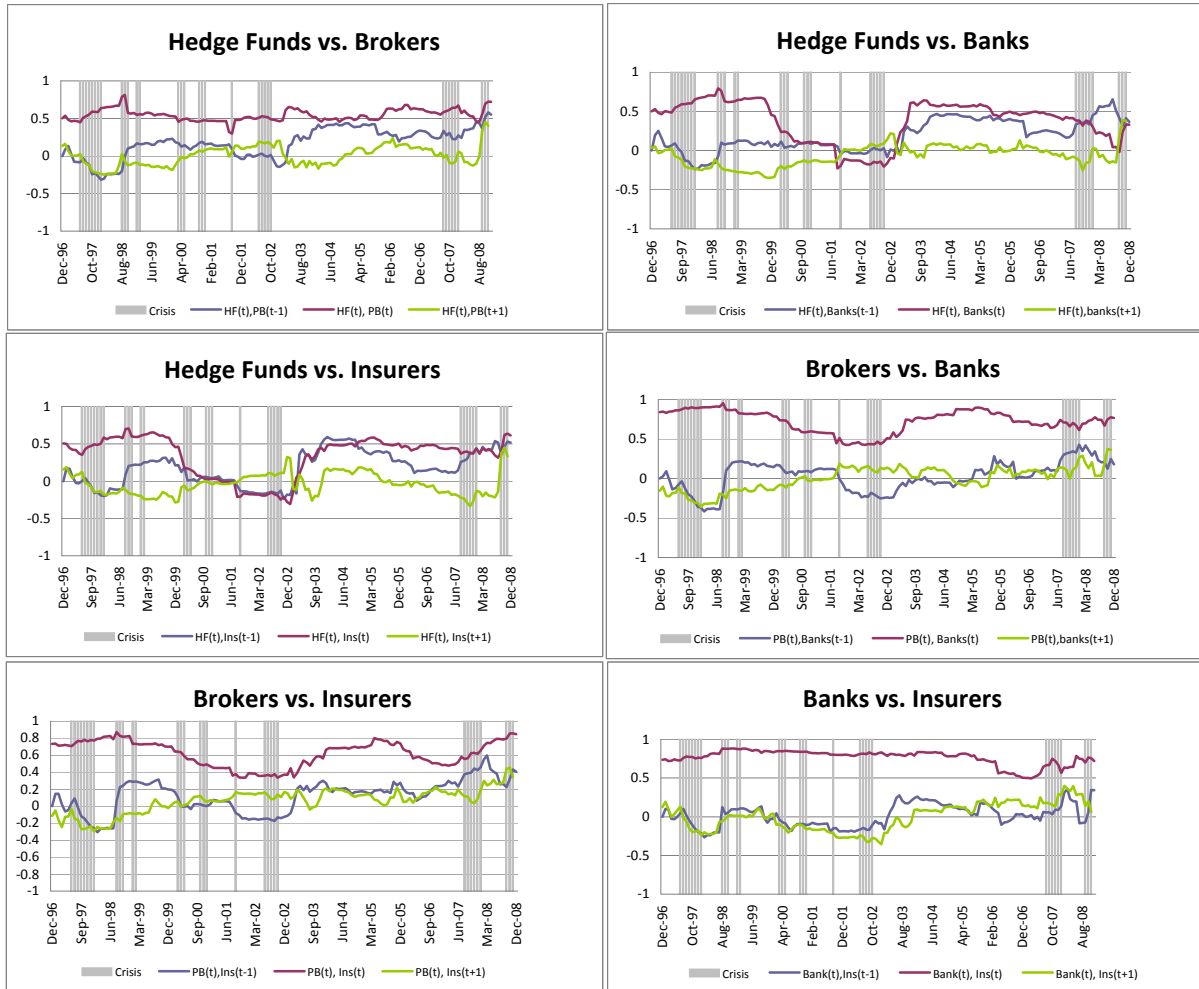 Hedge Funds vs. Brokers
1
0.5
0
-0.5
-1
Dec-96
Oct-97
Aug-98
Jun-99
Apr-00
Feb-01
Dec-01
Oct-02
Aug-03
Jun-04
Apr-05
Feb-06
Dec-06
Oct-07
Aug-08
Crisis HF(t),PB(t-1) HF(t), PB(t) HF(t),PB(t+1)
Hedge Funds vs. Banks
1
0.5
0
-0.5
-1
Dec-96
Sep-97
Jun-98
Mar-99
Dec-99
Sep-00
Jun-01
Mar-02
Dec-02
Sep-03
Jun-04
Mar-05
Dec-05
Sep-06
Jun-07
Mar-08
Dec-08
Crisis HF(t),Banks(t-1) HF(t), Banks(t) HF(t),banks(t+1)
Hedge Funds vs. Insurers
1
0.5
0
-0.5
-1
Dec-96
Sep-97
Jun-98
Mar-99
Dec-99
Sep-00
Jun-01
Mar-02
Dec-02
Sep-03
Jun-04
Mar-05
Dec-05
Sep-06
Jun-07
Mar-08
Dec-08
Crisis HF(t),Ins(t-1) HF(t), Ins(t) HF(t), Ins(t+1)
Brokers vs. Banks
1
0.5
0
-0.5
-1
Dec-96
Sep-97
Jun-98
Mar-99
Dec-99
Sep-00
Jun-01
Mar-02
Dec-02
Sep-03
Jun-04
Mar-05
Dec-05
Sep-06
Jun-07
Mar-08
Dec-08
Crisis PB(t),Banks(t-1) PB(t), Banks(t) PB(t),banks(t+1)
Brokers vs. Insurers
1
0.8
0.6
0.4
0.2
0
-0.2
-0.4
-0.6
-0.8
-1
Dec-96
Sep-97
Jun-98
Mar-99
Dec-99
Sep-00
Jun-01
Mar-02
Dec-02
Sep-03
Jun-04
Mar-05
Dec-05
Sep-06
Jun-07
Mar-08
Dec-08
Crisis PB(t),Ins(t-1) PB(t), Ins(t) PB(t), Ins(t+1)
Banks vs. Insurers
1
0.5
0
-0.5
-1
Dec-96
Oct-97
Aug-98
Jun-99
Apr-00
Feb-01
Dec-01
Oct-02
Aug-03
Jun-04
Apr-05
Feb-06
Dec-06
Oct-07
Aug-08
Crisis Bank(t),Ins(t-1) Bank(t), Ins(t) Bank(t), Ins(t+1)